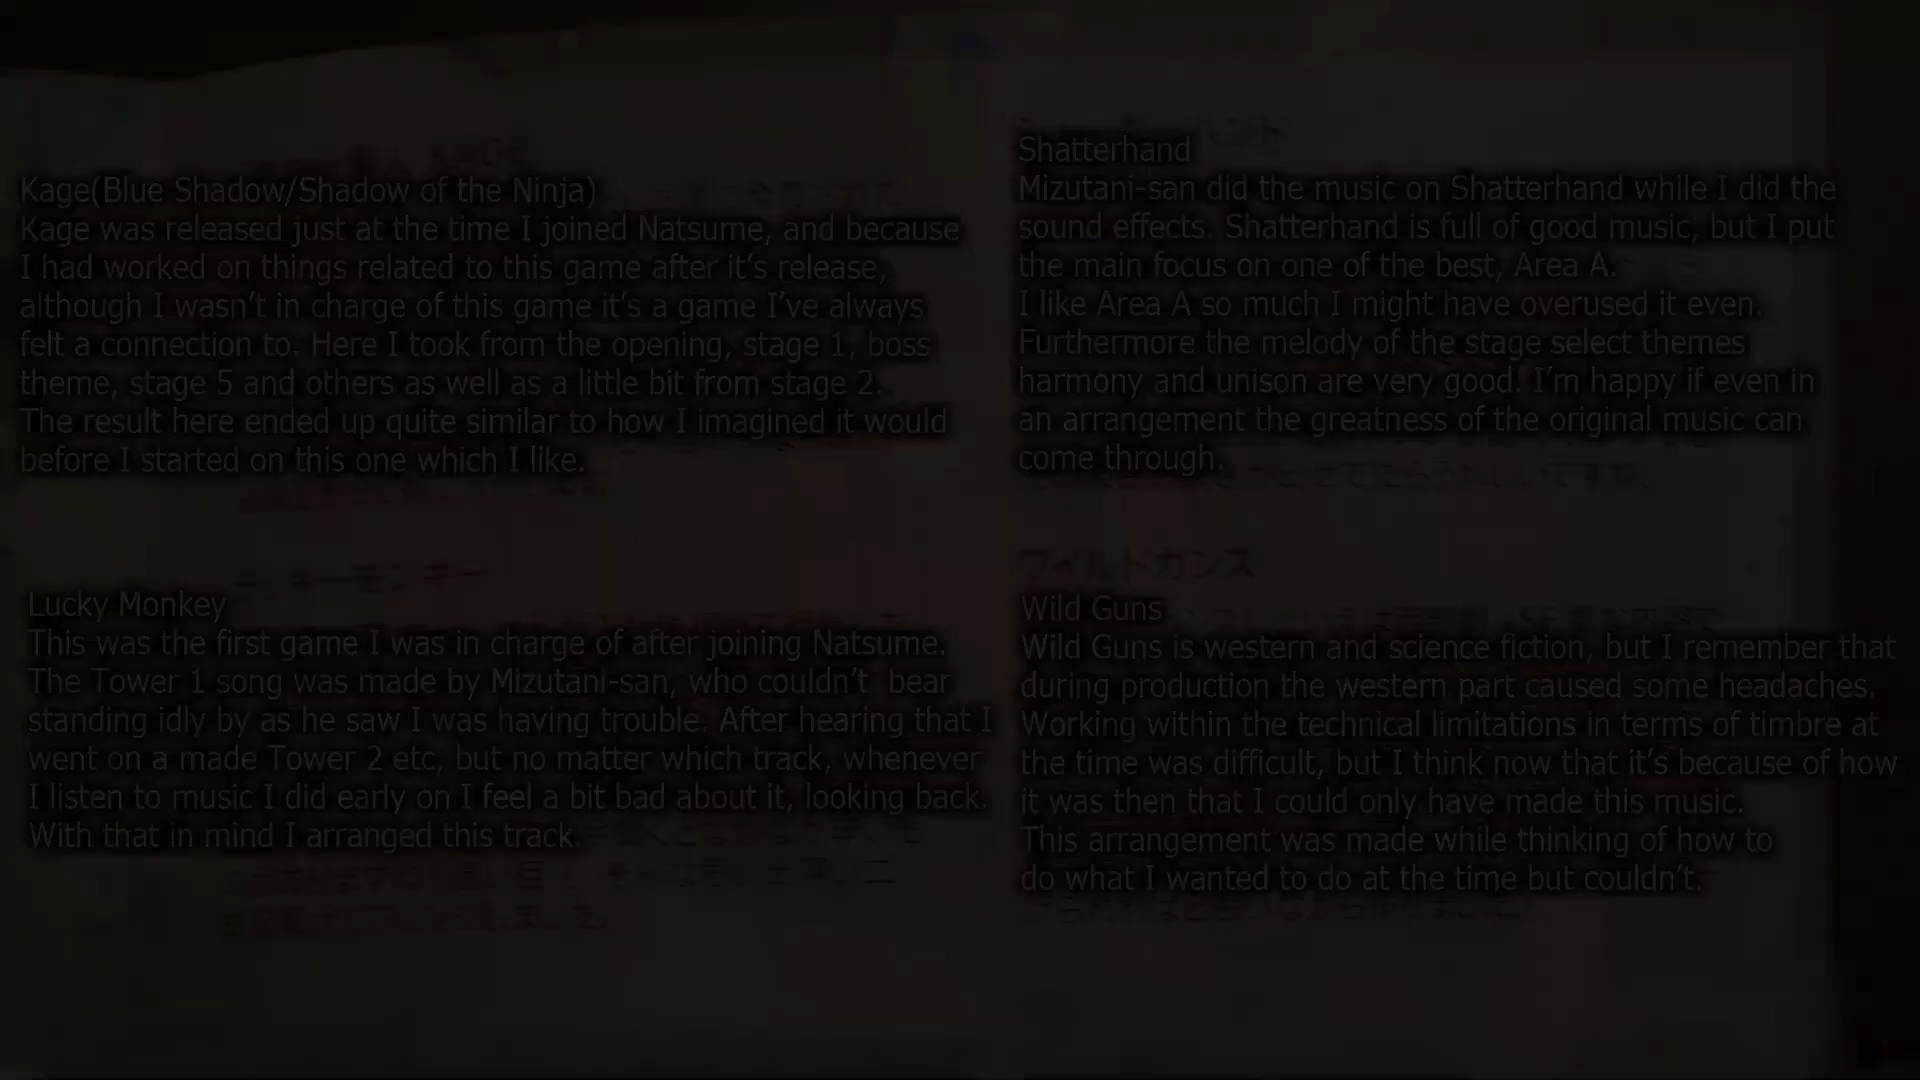 Kage(Blue Shadow/Shadow of the Ninja)
Kage was released just at the time I joined Natsume, and because
I had worked on things related to this game after it's release,
although I wasn't in charge of this game it's a game I've always
felt a connection to. Here I took from the opening, stage 1, boss
theme, stage 5 and others as well as a little bit from stage 2.
The result here ended up quite similar to how I imagined it would
before I started on this one which I like.
ラッキーモンキー
Lucky Monkey
This was the first game I was in charge of after joining Natsume.
The Tower 1 song was made by Mizutani-san, who couldn't bear
standing idly by as he saw I was having trouble. After hearing that I
went on a made Tower 2 etc, but no matter which track, whenever
I listen to music I did early on I feel a bit bad about it, looking back.
With that in mind I arranged this track.
Shatterhand
Mizutani-san did the music on Shatterhand while I did the
sound effects. Shatterhand is full of good music, but I put
the main focus on one of the best, Area A.
I like Area A so much I might have overused it even.
Furthermore the melody of the stage select themes
harmony and unison are very good. I'm happy if even in
an arrangement the greatness of the original music can
come through.
ワイルドガンズ
Wild Guns
Wild Guns is western and science fiction, but I remember that
during production the western part caused some headaches.
Working within the technical limitations in terms of timbre at
the time was difficult, but I think now that it's because of how
it was then that I could only have made this music.
This arrangement was made while thinking of how to
do what I wanted to do at the time but couldn't.